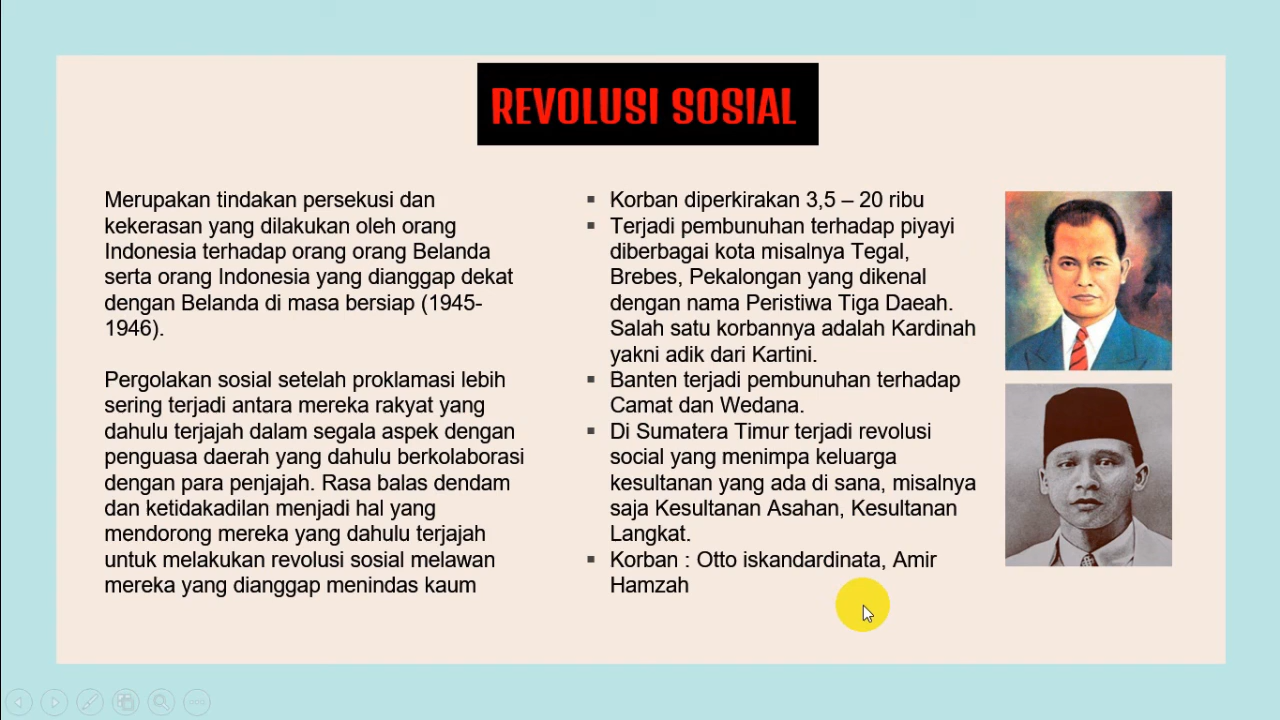 REVOLUSI SOSIAL
Merupakan tindakan persekusi dan
kekerasan yang dilakukan oleh orang
Indonesia terhadap orang orang Belanda
serta orang Indonesia yang dianggap dekat
dengan Belanda di masa bersiap (1945-
1946).
Pergolakan sosial setelah proklamasi lebih
sering terjadi antara mereka rakyat yang
dahulu terjajah dalam segala aspek dengan
penguasa daerah yang dahulu berkolaborasi
dengan para penjajah. Rasa balas dendam
dan ketidakadilan menjadi hal yang
mendorong mereka yang dahulu terjajah
untuk melakukan revolusi sosial melawan
mereka yang dianggap menindas kaum
▪ Korban diperkirakan 3,5 – 20 ribu
▪ Terjadi pembunuhan terhadap piyayi
diberbagai kota misalnya Tegal,
Brebes, Pekalongan yang dikenal
dengan nama Peristiwa Tiga Daeah.
Salah satu korbannya adalah Kardinah
yakni adik dari Kartini.
▪ Banten terjadi pembunuhan terhadap
Camat dan Wedana.
▪ Di Sumatera Timur terjadi revolusi
social yang menimpa keluarga
kesultanan yang ada di sana, misalnya
saja Kesultanan Asahan, Kesultanan
Langkat.
▪ Korban : Otto iskandardinata, Amir
Hamzah